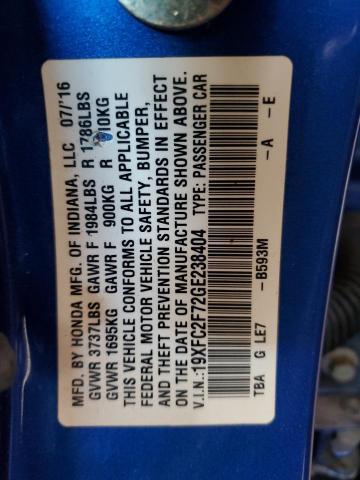 MFD. BY HONDA MFG. OF INDIANA, LLC 07/'16
GVWR 3737LBS GAWR F 1984LBS R 1786LBS
GVWR 1695KG GAWR F 900KG R 10KG
THIS VEHICLE CONFORMS TO ALL APPLICABLE
FEDERAL MOTOR VEHICLE SAFETY, BUMPER,
AND THEFT PREVENTION STANDARDS IN EFFECT
ON THE DATE OF MANUFACTURE SHOWN ABOVE.
V.I.N.:19XFC2F72GE238404 TYPE: PASSENGER CAR
-B593M -A -E
TBA G LE7